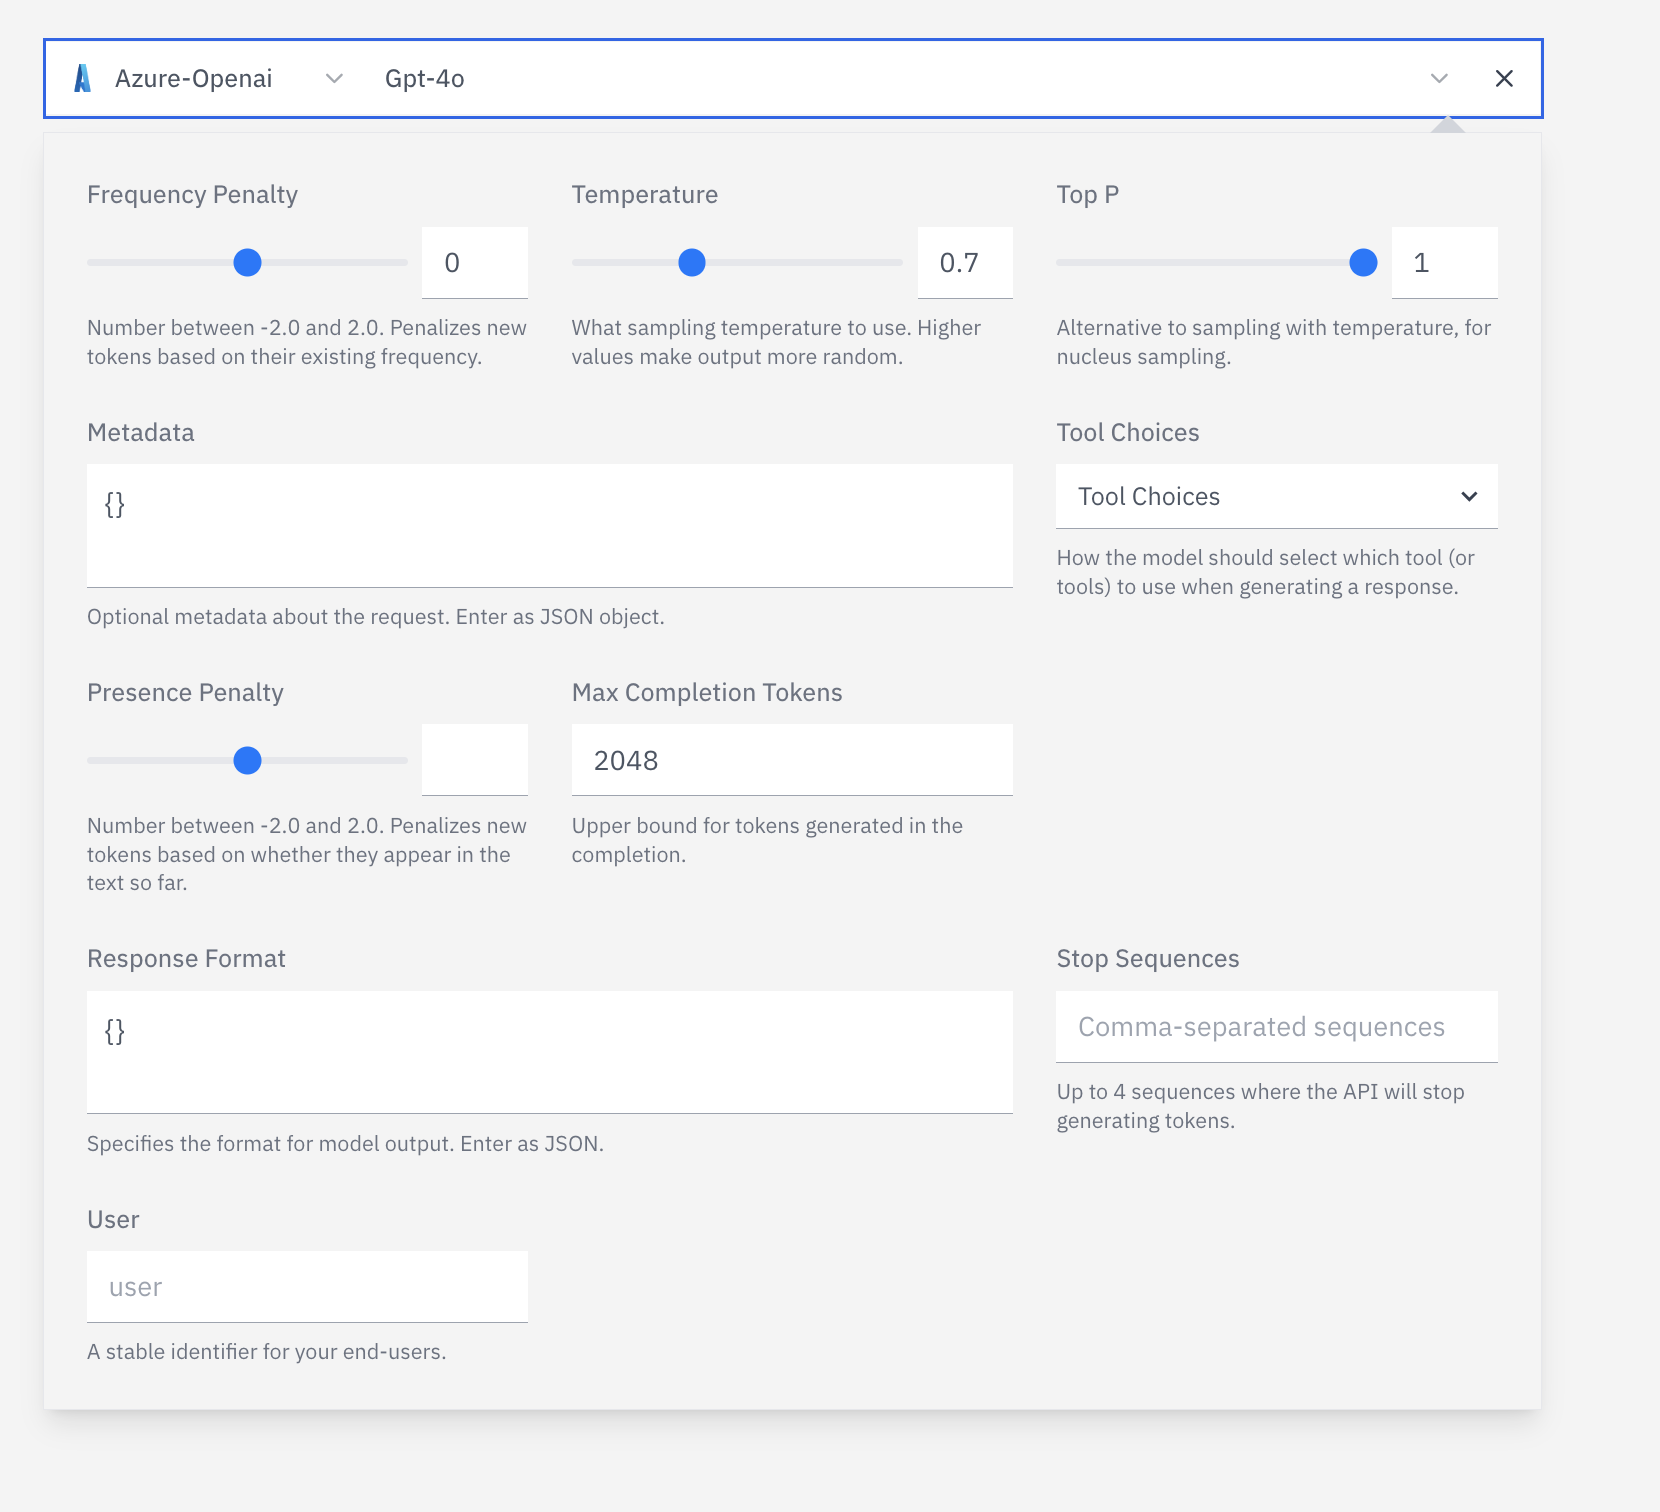 Azure-Openai
Gpt-4o
Frequency Penalty
0
Number between -2.0 and 2.0. Penalizes new
tokens based on their existing frequency.
Temperature
0.7
What sampling temperature to use. Higher
values make output more random.
Top P
1
Alternative to sampling with temperature, for
nucleus sampling.
Metadata
{}
Optional metadata about the request. Enter as JSON object.
Tool Choices
Tool Choices
How the model should select which tool (or
tools) to use when generating a response.
Presence Penalty
Number between -2.0 and 2.0. Penalizes new
tokens based on whether they appear in the
text so far.
Max Completion Tokens
2048
Upper bound for tokens generated in the
completion.
Response Format
{}
Specifies the format for model output. Enter as JSON.
Stop Sequences
Comma-separated sequences
Up to 4 sequences where the API will stop
generating tokens.
User
user
A stable identifier for your end-users.